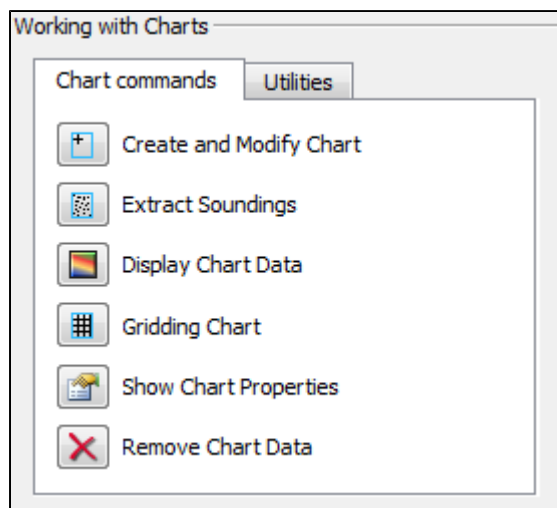 Working with Charts
Chart commands
Utilities
Create and Modify Chart
Extract Soundings
Display Chart Data
Gridding Chart
Show Chart Properties
Remove Chart Data